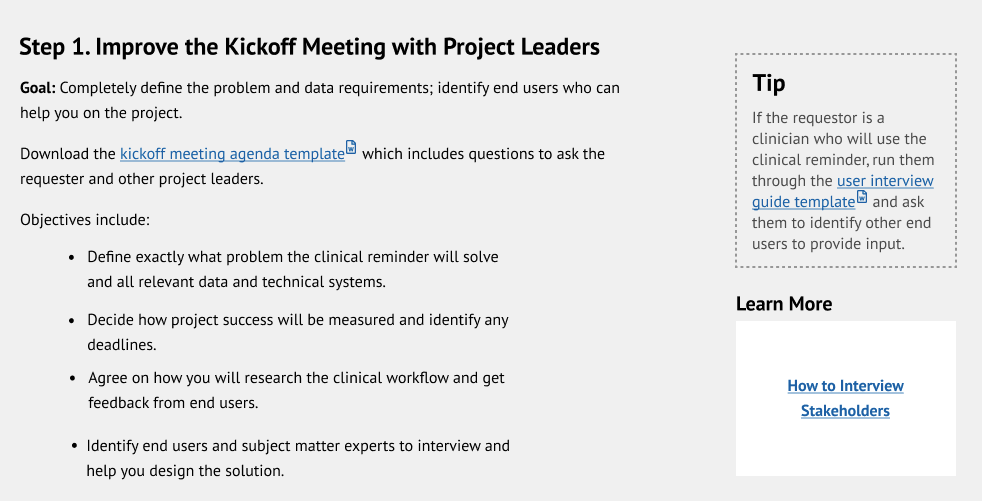 Step 1. Improve the Kickoff Meeting with Project Leaders
Goal: Completely define the problem and data requirements; identify end users who can
help you on the project.
Download the kickoff meeting agenda template which includes questions to ask the
requester and other project leaders.
Objectives include:
• Define exactly what problem the clinical reminder will solve
and all relevant data and technical systems.
• Decide how project success will be measured and identify any
deadlines.
• Agree on how you will research the clinical workflow and get
feedback from end users.
• Identify end users and subject matter experts to interview and
help you design the solution.
Tip
If the requestor is a
clinician who will use the
clinical reminder, run them
through the user interview
guide template and ask
them to identify other end
users to provide input.
Learn More
How to Interview
Stakeholders